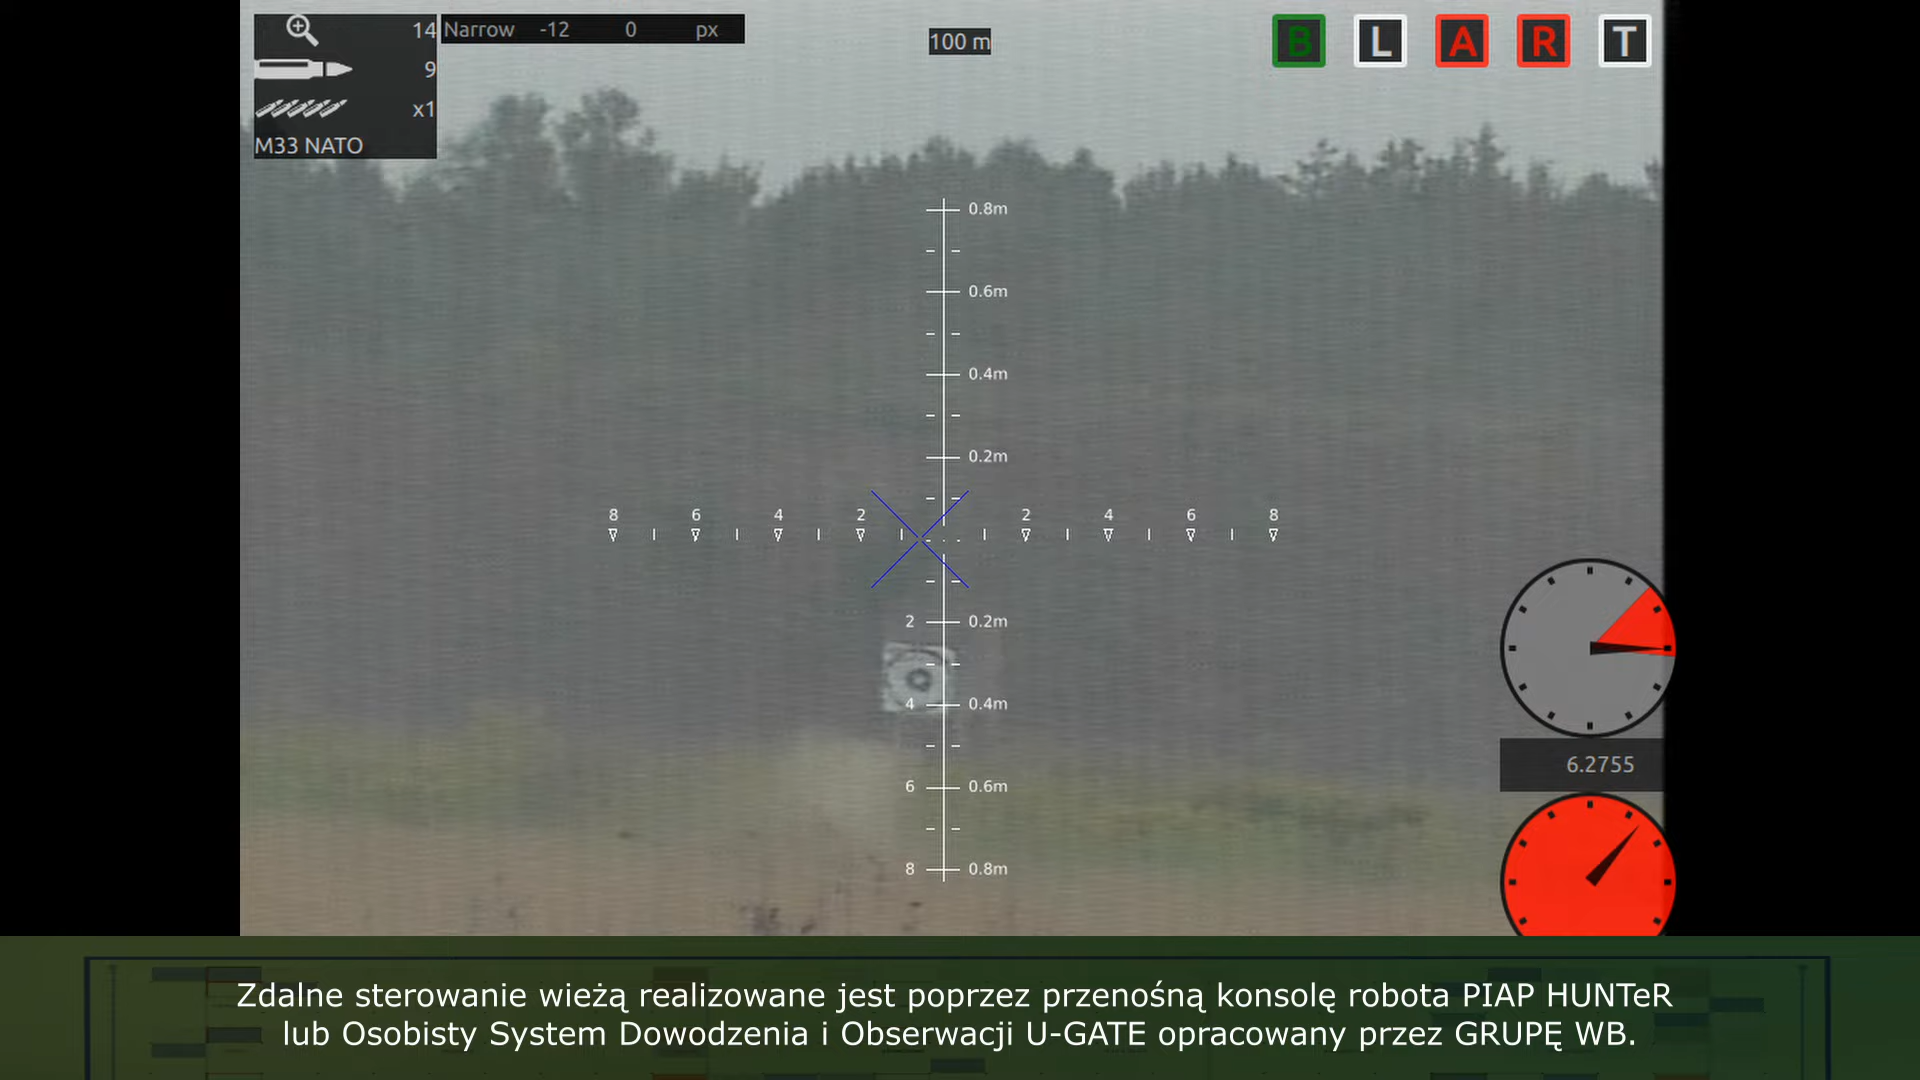 14
Narrow -12 0 px
100 m
B L A R T
9
x1
M33 NATO
0.8m
0.6m
0.4m
0.2m
8 6 4 2 2 4 6 8
2 0.2m
4 0.4m
6 0.6m
8 0.8m
6.2755
Zdalne sterowanie wieżą realizowane jest poprzez przenośną konsolę robota PIAP HUNTeR
lub Osobisty System Dowodzenia i Obserwacji U-GATE opracowany przez GRUPĘ WB.